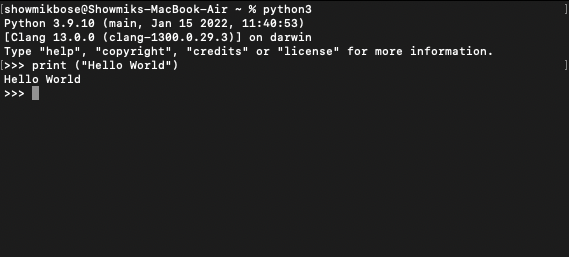 [showmikbose@Showmiks-MacBook-Air ~ % python3 ]
Python 3.9.10 (main, Jan 15 2022, 11:40:53)
[Clang 13.0.0 (clang-1300.0.29.3)] on darwin
Type "help", "copyright", "credits" or "license" for more information.
[>>> print ("Hello World") ]
Hello World
>>>